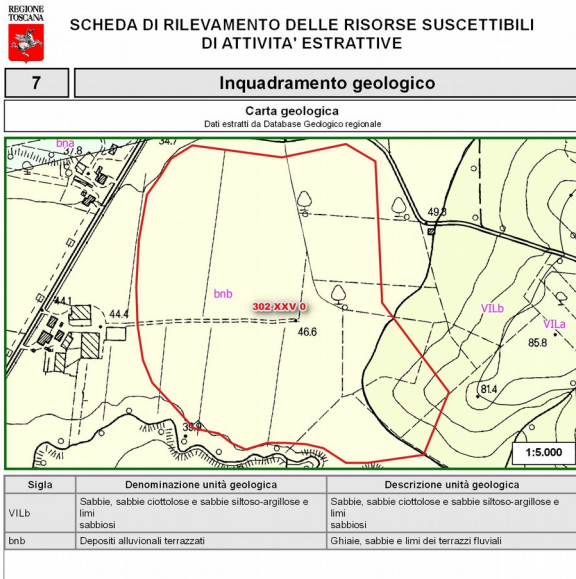 REGIONE
TOSCANA
SCHEDA DI RILEVAMENTO DELLE RISORSE SUSCETTIBILI
DI ATTIVITA' ESTRATTIVE
7
Inquadramento geologico
Carta geologica
Dati estratti da Database Geologico regionale
bna
37.8
34.7
49.3
bnb
302 XXV 0
44.1
44.4
46.6
VILb
VILa
85.8
81.4
39.9
1:5.000
Sigla
Denominazione unità geologica
Descrizione unità geologica
VILb
Sabbie, sabbie ciottolose e sabbie siltoso-argillose e
limi
sabbiosi
Sabbie, sabbie ciottolose e sabbie siltoso-argillose e
limi
sabbiosi
bnb
Depositi alluvionali terrazzati
Ghiaie, sabbie e limi dei terrazzi fluviali